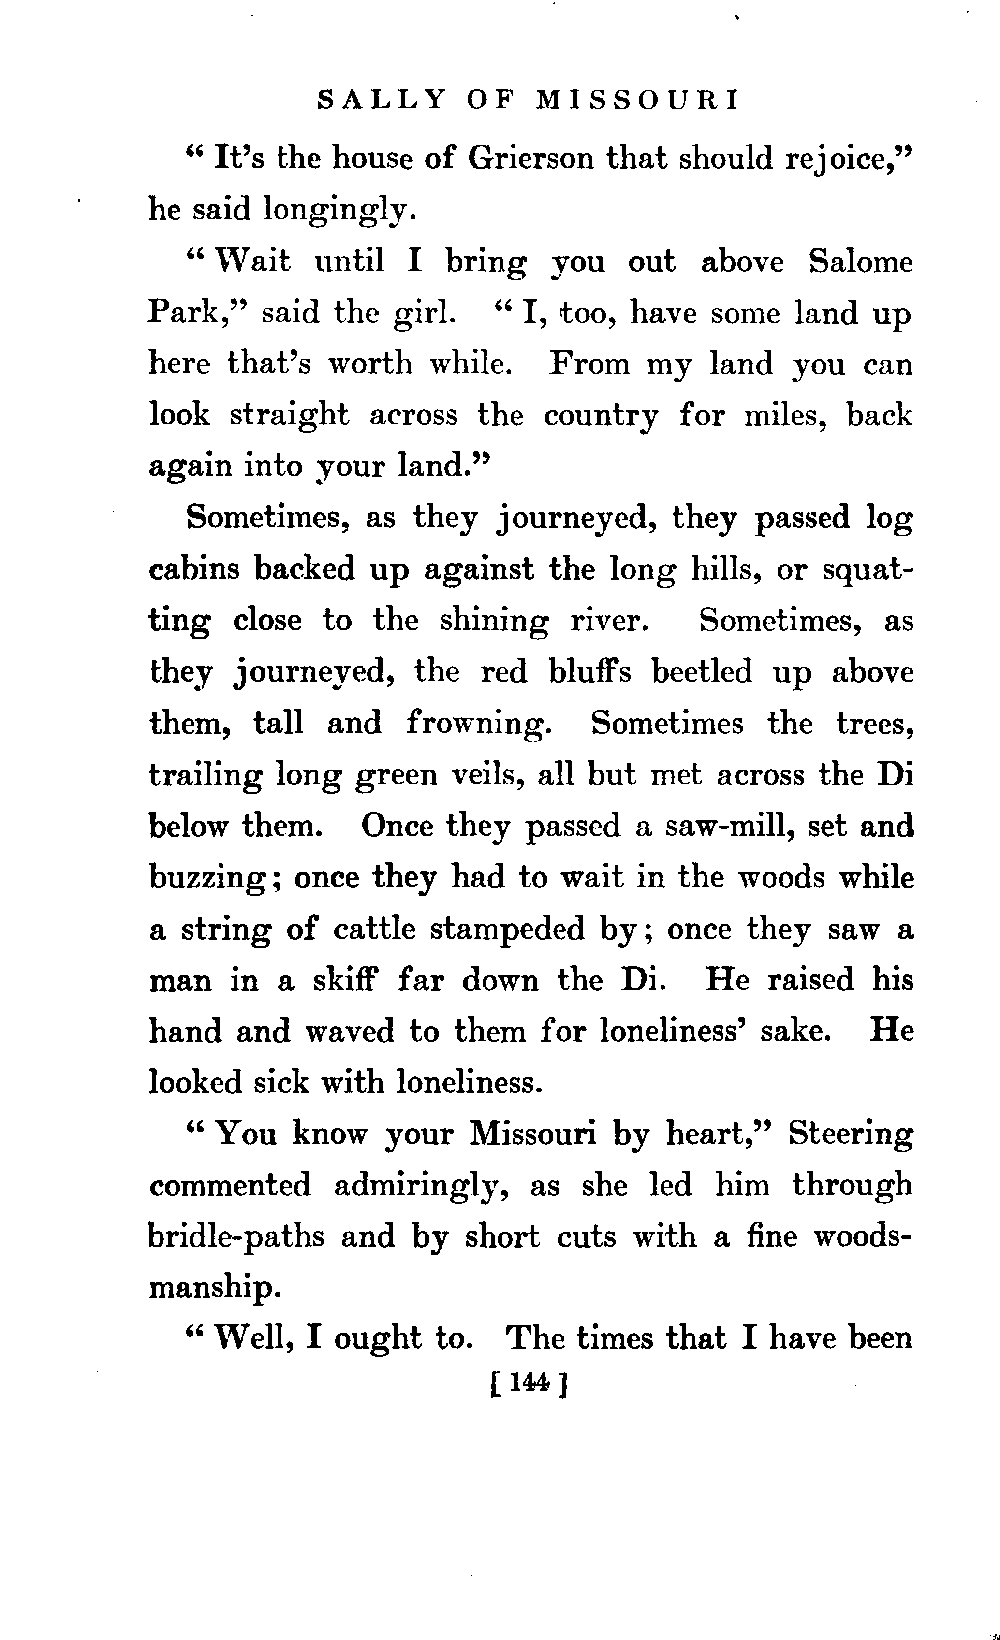 SALLY OF MISSOURI
“ It’s the house of Grierson that should rejoice,”
he said longingly.
“ Wait until I bring you out above Salome
Park,” said the girl. “ I, too, have some land up
here that’s worth while. From my land you can
look straight across the country for miles, back
again into your land.”
Sometimes, as they journeyed, they passed log
cabins backed up against the long hills, or squat-
ting close to the shining river. Sometimes, as
they journeyed, the red bluffs beetled up above
them, tall and frowning. Sometimes the trees,
trailing long green veils, all but met across the Di
below them. Once they passed a saw-mill, set and
buzzing; once they had to wait in the woods while
a string of cattle stampeded by; once they saw a
man in a skiff far down the Di. He raised his
hand and waved to them for loneliness’ sake. He
looked sick with loneliness.
“ You know your Missouri by heart,” Steering
commented admiringly, as she led him through
bridle-paths and by short cuts with a fine woods-
manship.
“ Well, I ought to. The times that I have been
[ 144 ]